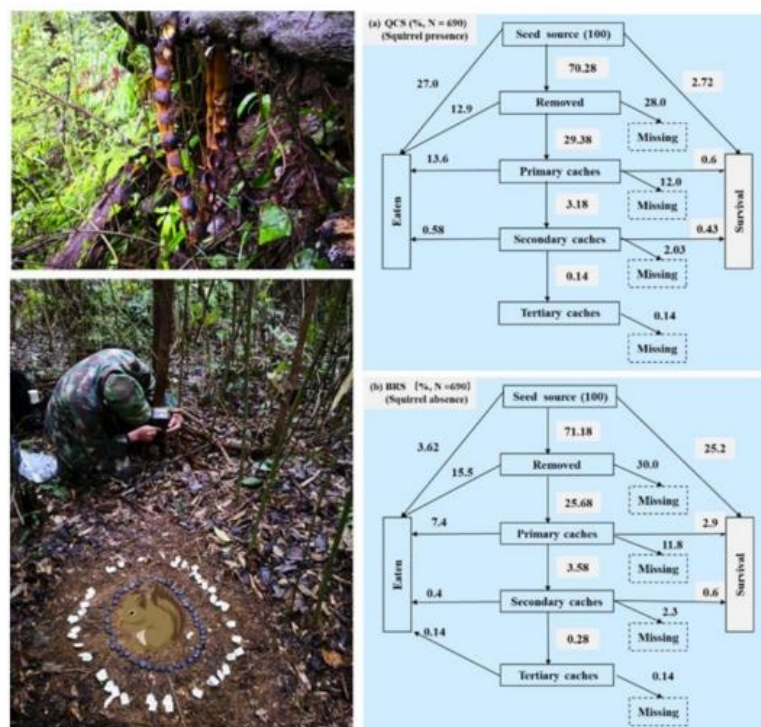 (a) QCS (%, N = 690)
(Squirrel presence)
Seed source (100)
27.0
70.28
2.72
12.9
Removed
28.0
Missing
29.38
13.6
Primary caches
0.6
12.0
Missing
Eaten
3.18
Survival
0.58
Secondary caches
0.43
2.03
Missing
0.14
Tertiary caches
0.14
Missing
(b) BRS [%, N =690]
(Squirrel absence)
Seed source (100)
3.62
71.18
25.2
15.5
Removed
30.0
Missing
25.68
7.4
Primary caches
2.9
11.8
Missing
Eaten
3.58
Survival
0.4
Secondary caches
0.6
2.3
Missing
0.14
0.28
Tertiary caches
0.14
Missing